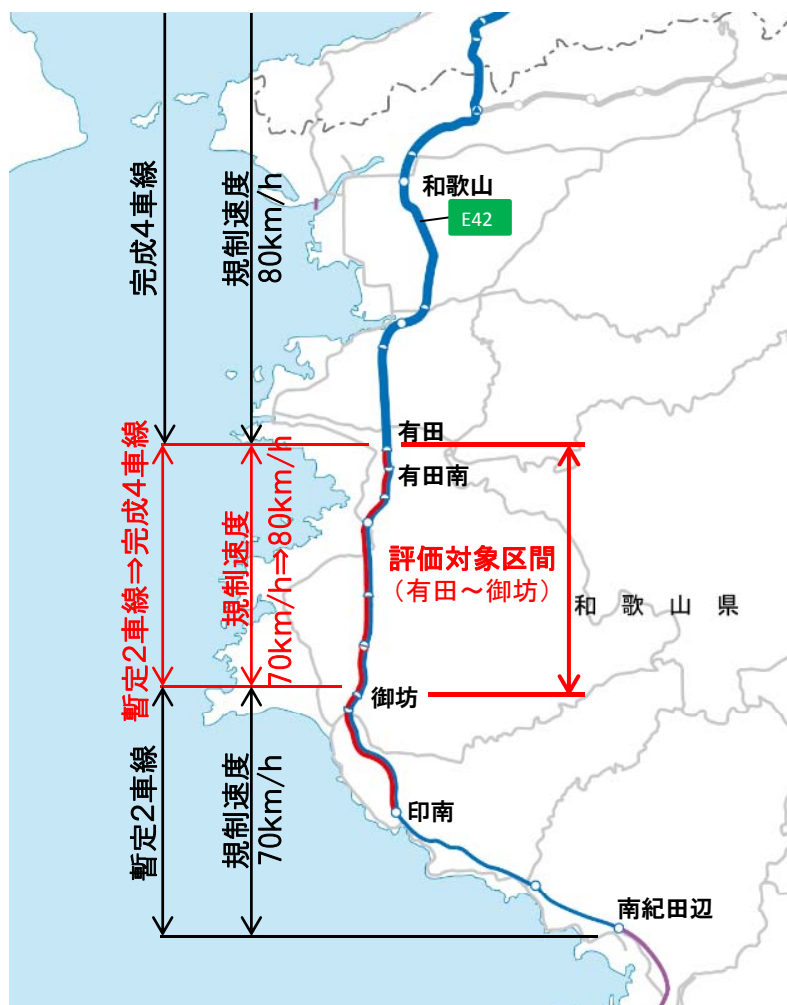 完成4車線
規制速度
80km/h
和歌山
E42
有田
有田南
暫定2車線⇒完成4車線
規制速度
70km/h⇒80km/h
評価対象区間
（有田～御坊）
和歌山県
御坊
暫定2車線
規制速度
70km/h
印南
南紀田辺